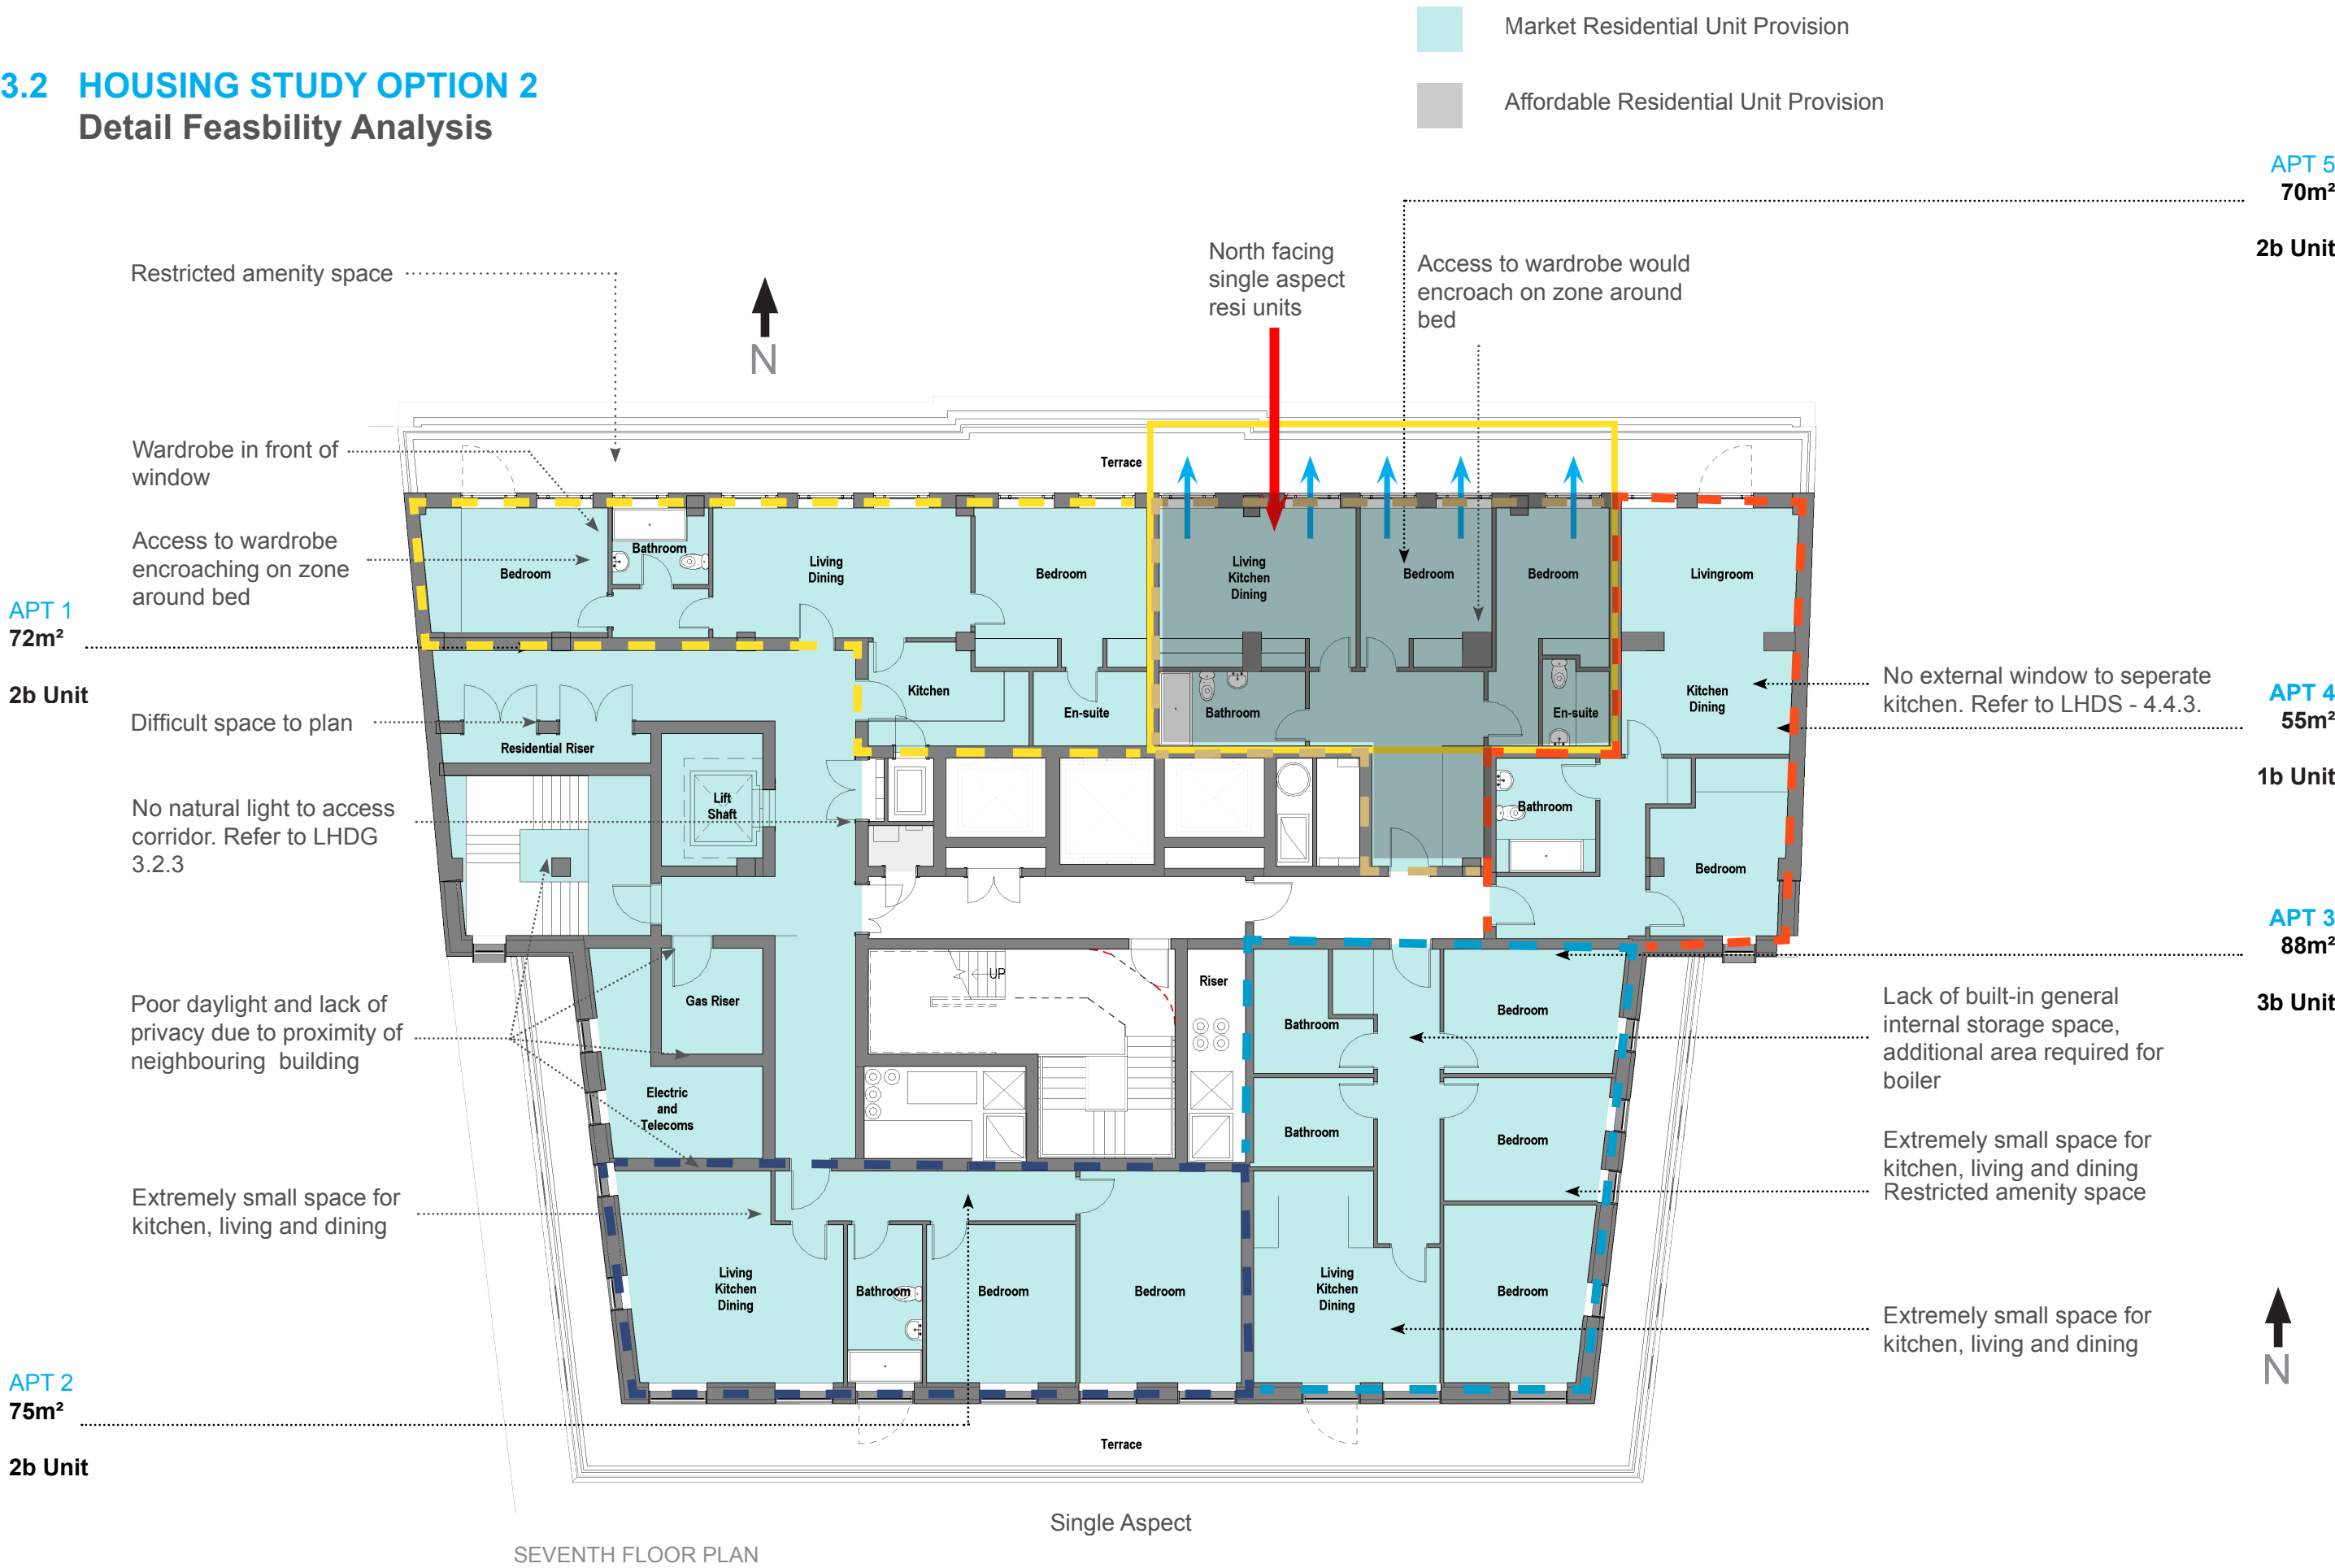 Market Residential Unit Provision
3.2 HOUSING STUDY OPTION 2
Detail Feasbility Analysis
Affordable Residential Unit Provision
APT 5
70m²
2b Unit
North facing
single aspect
resi units
Access to wardrobe would
encroach on zone around
bed
Restricted amenity space
N
Wardrobe in front of
window
Access to wardrobe
encroaching on zone
around bed
APT 1
72m²
2b Unit
Difficult space to plan
No natural light to access
corridor. Refer to LHDG
3.2.3
Poor daylight and lack of
privacy due to proximity of
neighbouring building
Extremely small space for
kitchen, living and dining
APT 2
75m²
2b Unit
Terrace
Bedroom
Bathroom
Living
Dining
Bedroom
Living
Kitchen
Dining
Bedroom
Bedroom
Livingroom
Kitchen
En-suite
Bathroom
En-suite
Kitchen
Dining
Residential Riser
Lift
Shaft
Bathroom
Bedroom
UP
Riser
Gas Riser
Bathroom
Bedroom
Electric
and
Telecoms
Bathroom
Bedroom
Living
Kitchen
Dining
Bathroom
Bedroom
Bedroom
Living
Kitchen
Dining
Bedroom
Terrace
No external window to seperate
kitchen. Refer to LHDS - 4.4.3.
APT 4
55m²
1b Unit
APT 3
88m²
3b Unit
Lack of built-in general
internal storage space,
additional area required for
boiler
Extremely small space for
kitchen, living and dining
Restricted amenity space
Extremely small space for
kitchen, living and dining
N
Single Aspect
SEVENTH FLOOR PLAN